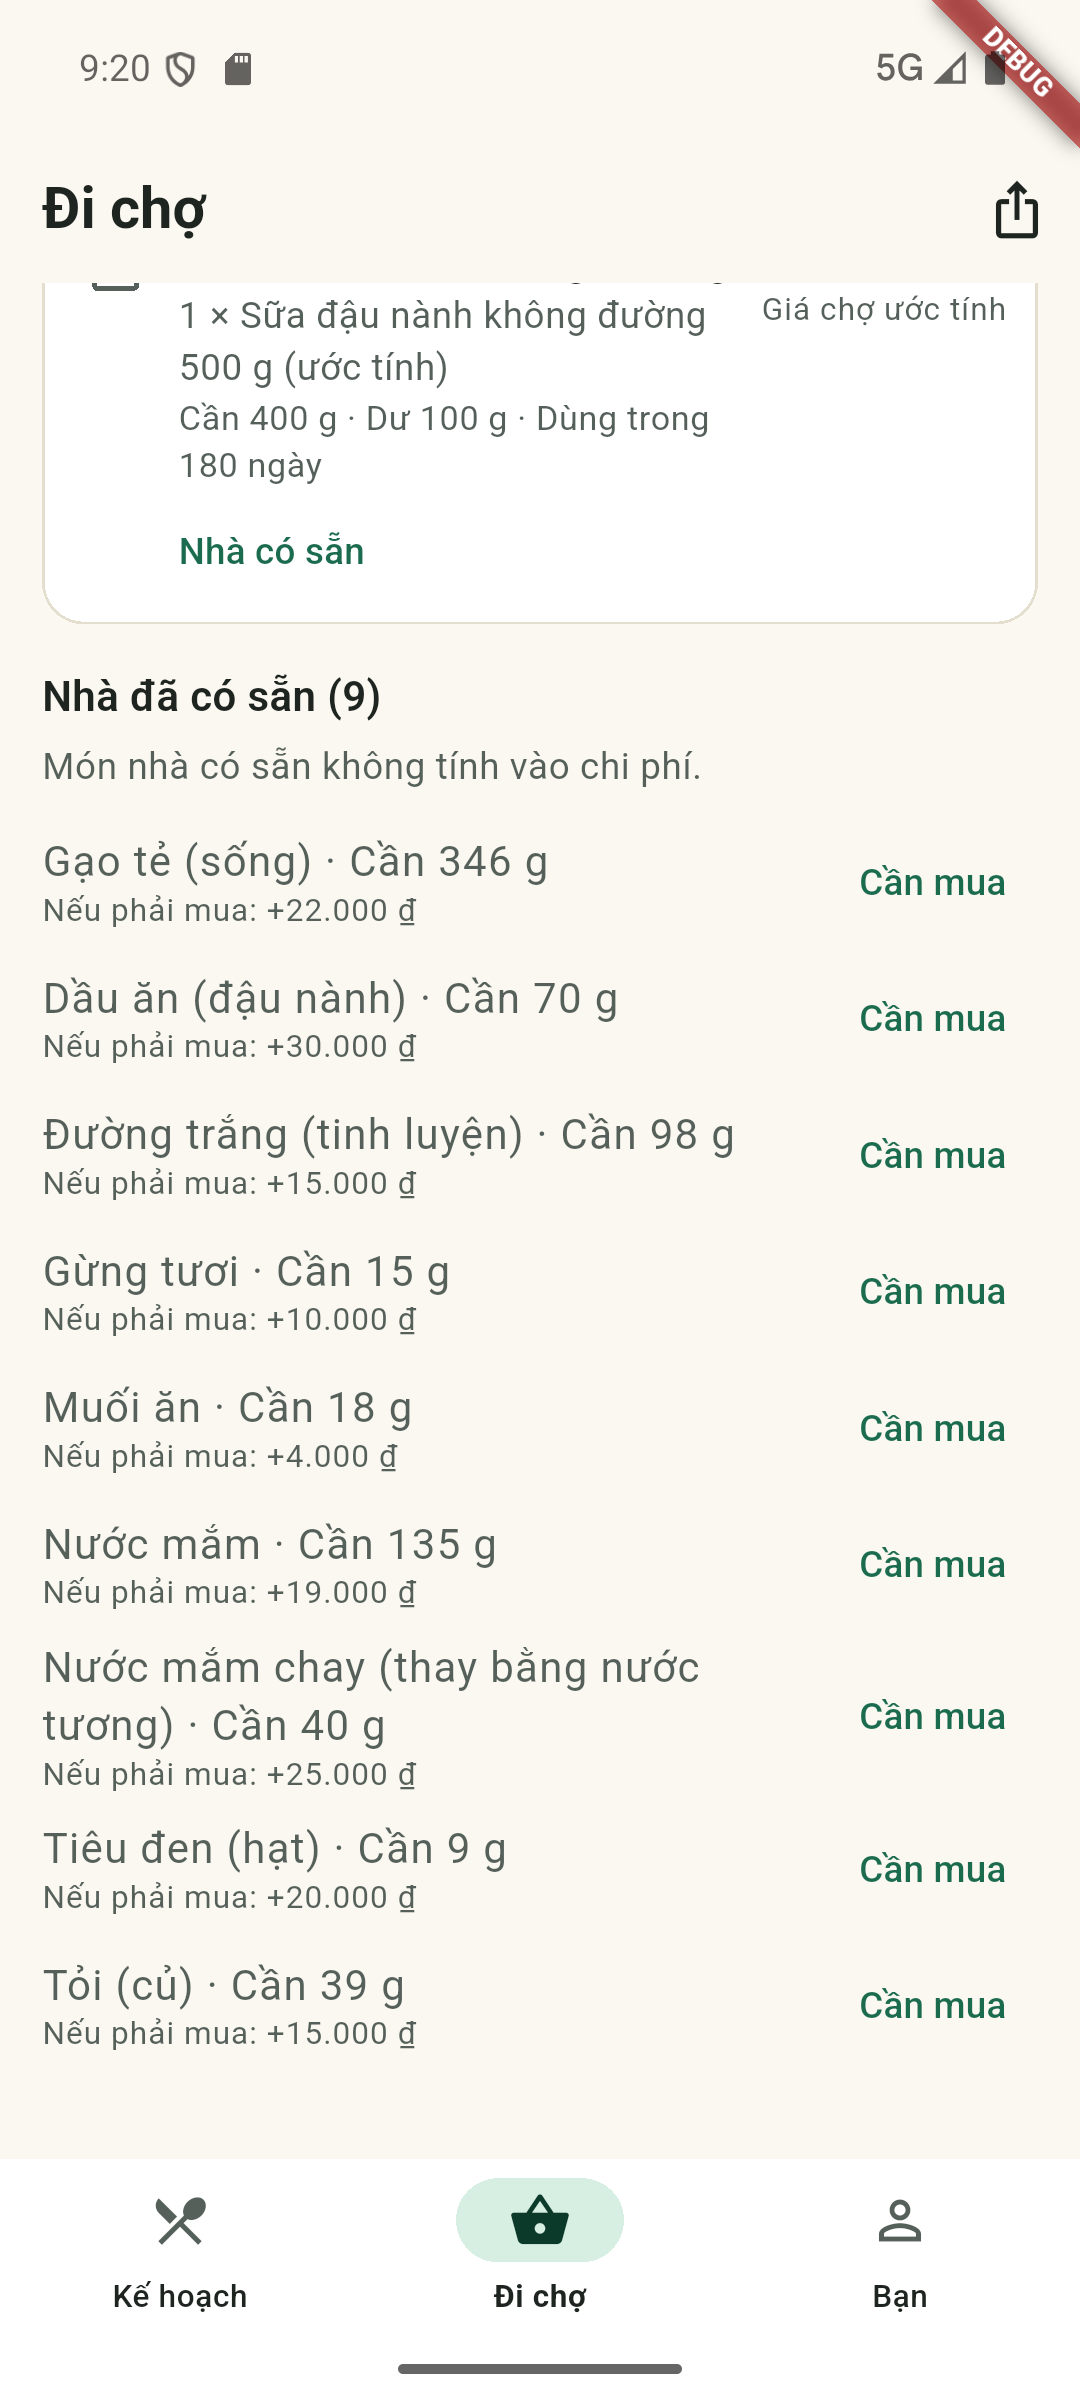 9:20
5G
DEBUG
Đi chợ
1 × Sữa đậu nành không đường
Giá chợ ước tính
500 g (ước tính)
Cần 400 g · Dư 100 g · Dùng trong
180 ngày
Nhà có sẵn
Nhà đã có sẵn (9)
Món nhà có sẵn không tính vào chi phí.
Gạo tẻ (sống) · Cần 346 g
Nếu phải mua: +22.000 ₫
Cần mua
Dầu ăn (đậu nành) · Cần 70 g
Nếu phải mua: +30.000 ₫
Cần mua
Đường trắng (tinh luyện) · Cần 98 g
Nếu phải mua: +15.000 ₫
Cần mua
Gừng tươi · Cần 15 g
Nếu phải mua: +10.000 ₫
Cần mua
Muối ăn · Cần 18 g
Nếu phải mua: +4.000 ₫
Cần mua
Nước mắm · Cần 135 g
Nếu phải mua: +19.000 ₫
Cần mua
Nước mắm chay (thay bằng nước
tương) · Cần 40 g
Nếu phải mua: +25.000 ₫
Cần mua
Tiêu đen (hạt) · Cần 9 g
Nếu phải mua: +20.000 ₫
Cần mua
Tỏi (củ) · Cần 39 g
Nếu phải mua: +15.000 ₫
Cần mua
Kế hoạch
Đi chợ
Bạn